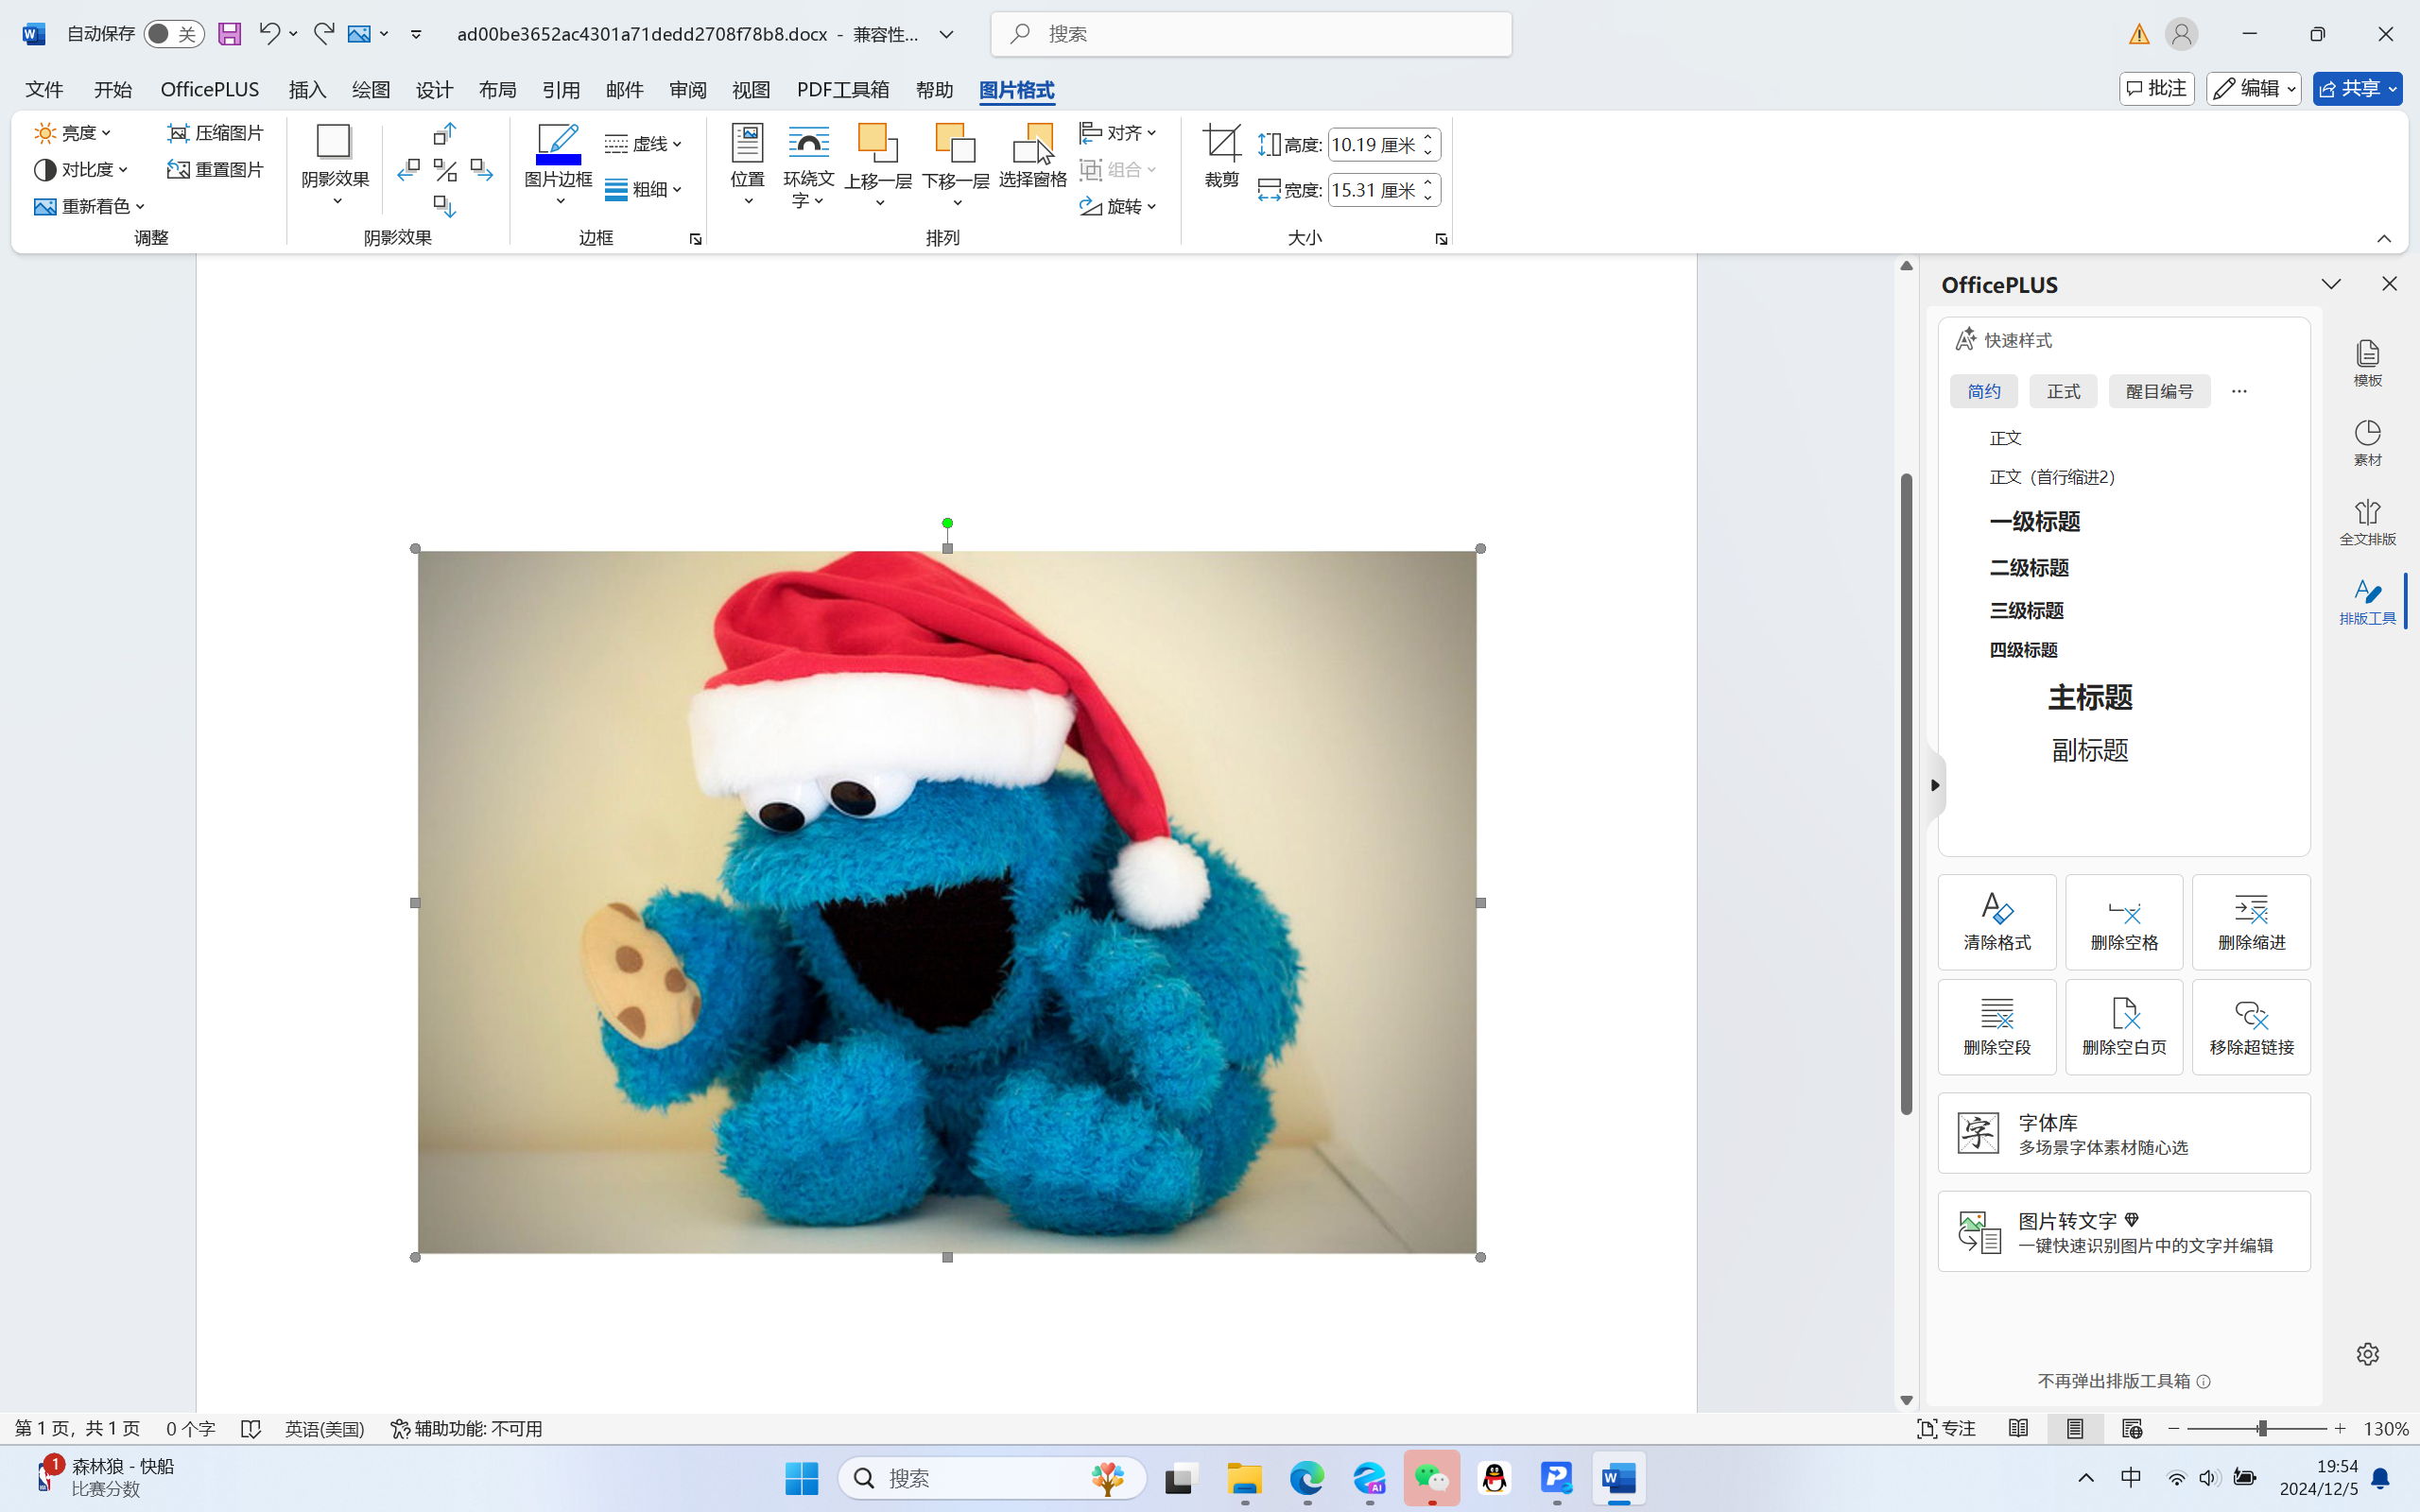 自动保存 关 ad00be3652ac4301a71dedd2708f78b8.docx - 兼容性... 搜索
文件 开始 OfficePLUS 插入 绘图 设计 布局 引用 邮件 审阅 视图 PDF工具箱 帮助 图片格式 批注 编辑 共享
亮度 压缩图片
对比度 重置图片
重新着色
调整
阴影效果
阴影效果
图片边框 虚线
粗细
边框
位置 环绕文字 上移一层 下移一层 选择窗格 对齐
组合
旋转
排列
裁剪 高度: 10.19 厘米
宽度: 15.31 厘米
大小
OfficePLUS
快速样式
简约 正式 醒目编号 ...
正文
正文（首行缩进2）
一级标题
二级标题
三级标题
四级标题
主标题
副标题
清除格式 删除空格 删除缩进
删除空段 删除空白页 移除超链接
字体库
多场景字体素材随心选
图片转文字
一键快速识别图片中的文字并编辑
不再弹出排版工具箱
模板
素材
全文排版
排版工具
第 1 页，共 1 页 0 个字 英语(美国) 辅助功能: 不可用 专注 130%
1 森林狼 - 快船
比赛分数
搜索
中 19:54
2024/12/5